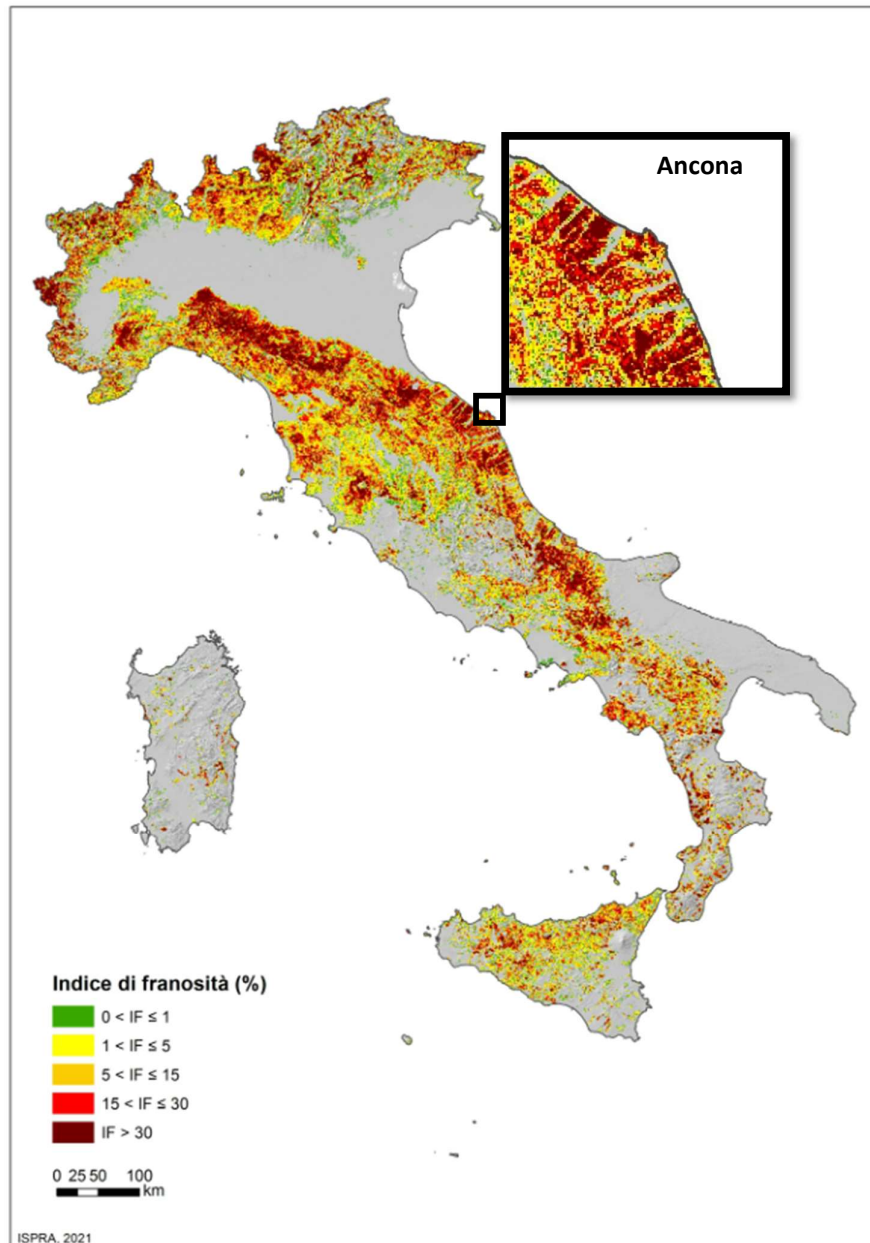 Ancona
Indice di franosità (%)
0 < IF ≤ 1
1 < IF ≤ 5
5 < IF ≤ 15
15 < IF ≤ 30
IF > 30
0 25 50 100
km
ISPRA, 2021